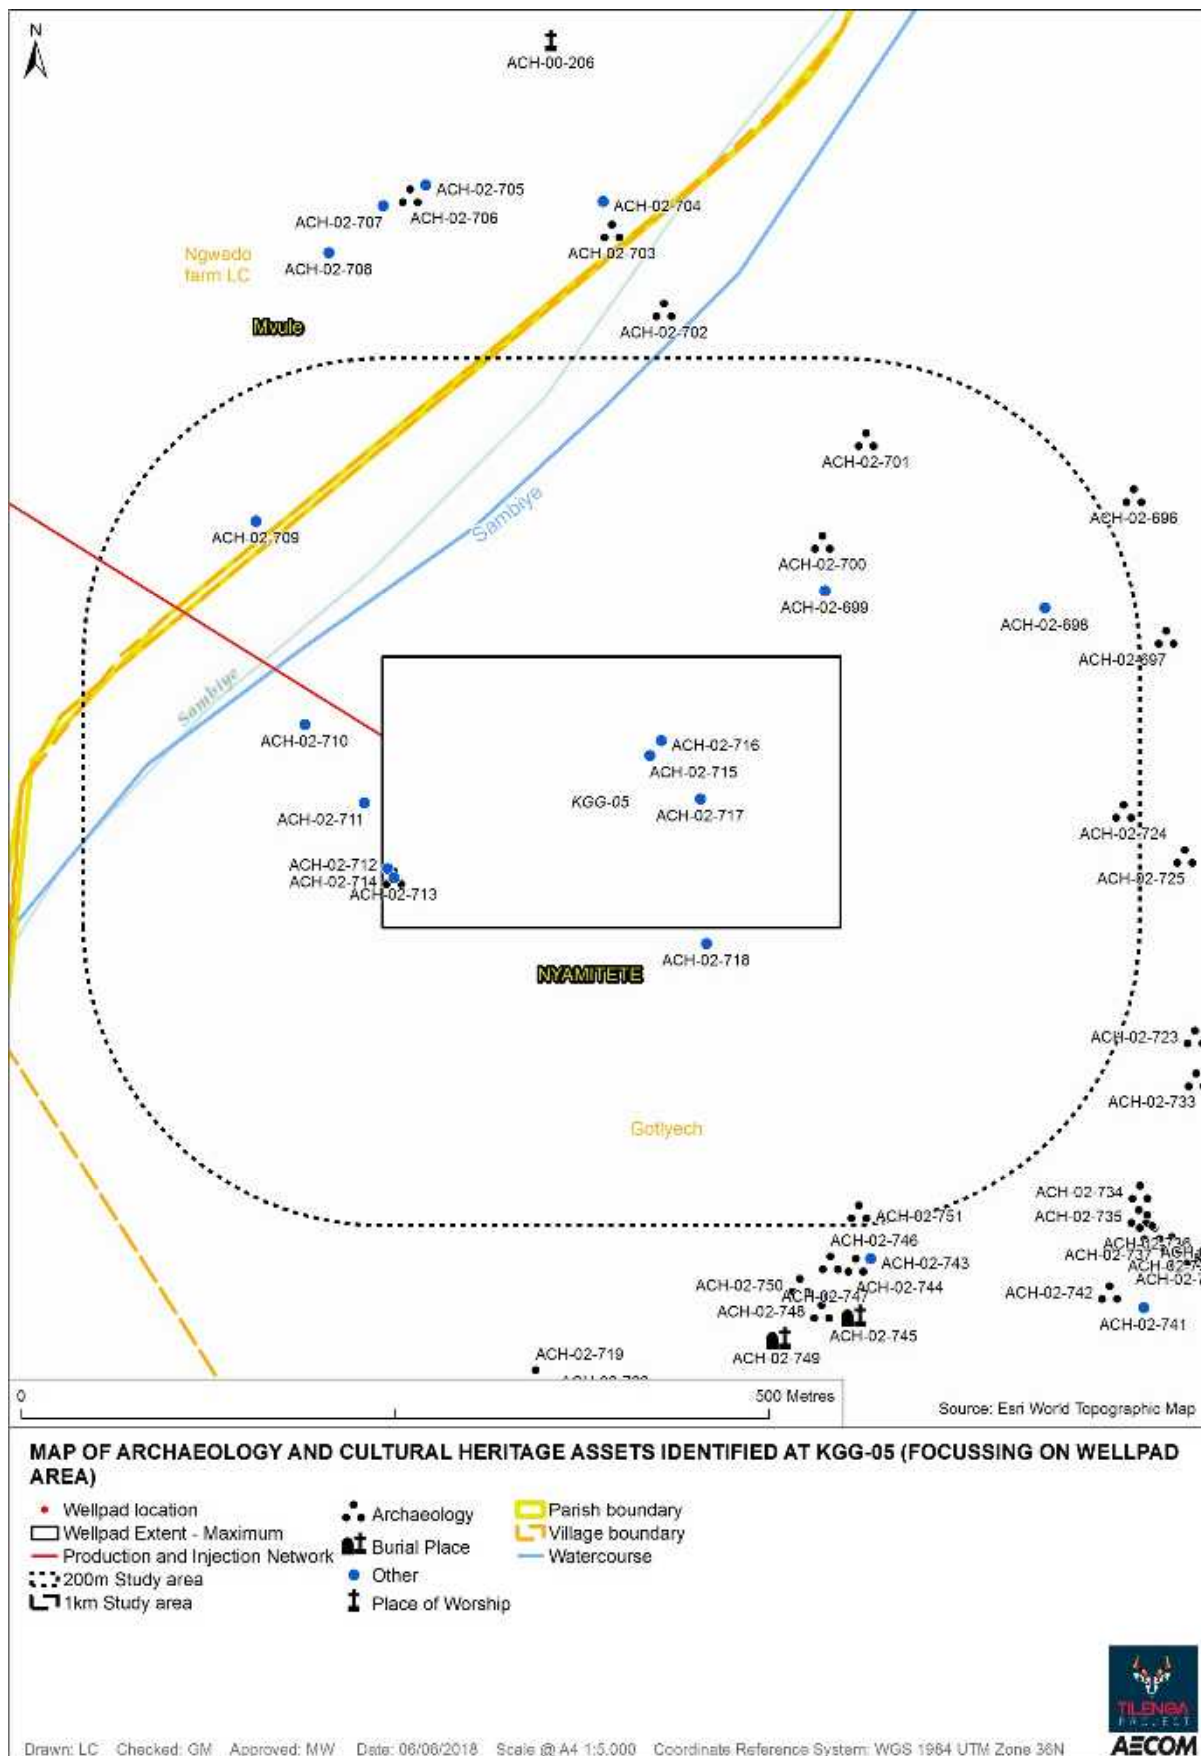 N
ACH-00-206
ACH-02-705
ACH-02-707
ACH-02-706
ACH-02-704
ACH-02-703
ACH-02-708
Ngwado
farm LC
Mvule
ACH-02-702
ACH-02-701
ACH-02-696
Sambiye
ACH-02-709
ACH-02-700
ACH-02-699
ACH-02-698
ACH-02-697
Sambiye
ACH-02-710
ACH-02-716
ACH-02-715
KGG-05
ACH-02-717
ACH-02-711
ACH-02-724
ACH-02-725
ACH-02-712
ACH-02-714
ACH-02-713
ACH-02-718
NYAMITETE
ACH-02-723
ACH-02-733
Gotlyech
ACH-02-734
ACH-02-735
ACH-02-751
ACH-02-746
ACH-02-736
ACH-02-737
ACH-02-743
ACH-02-750
ACH-02-744
ACH-02-747
ACH-02-742
ACH-02-748
ACH-02-745
ACH-02-741
ACH-02-749
ACH-02-719
0
500 Metres
Source: Esri World Topographic Map
MAP OF ARCHAEOLOGY AND CULTURAL HERITAGE ASSETS IDENTIFIED AT KGG-05 (FOCUSSING ON WELLPAD
AREA)
Wellpad location
Wellpad Extent - Maximum
Production and Injection Network
200m Study area
1km Study area
Archaeology
Burial Place
Other
Place of Worship
Parish boundary
Village boundary
Watercourse
TILENGA
PROJECT
AECOM
Drawn: LC Checked: GM Approved: MW Date: 06/06/2018 Scale @ A4 1:5,000 Coordinate Reference System: WGS 1984 UTM Zone 36N